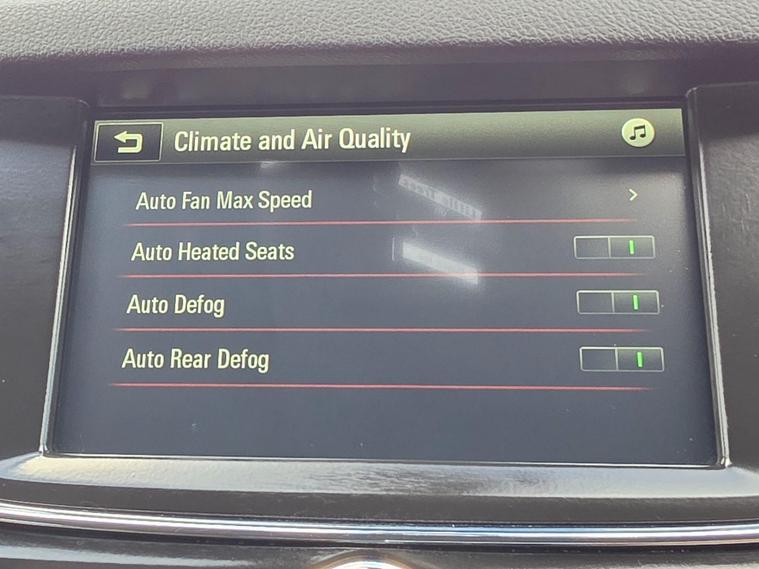 Climate and Air Quality
Auto Fan Max Speed
Auto Heated Seats
Auto Defog
Auto Rear Defog